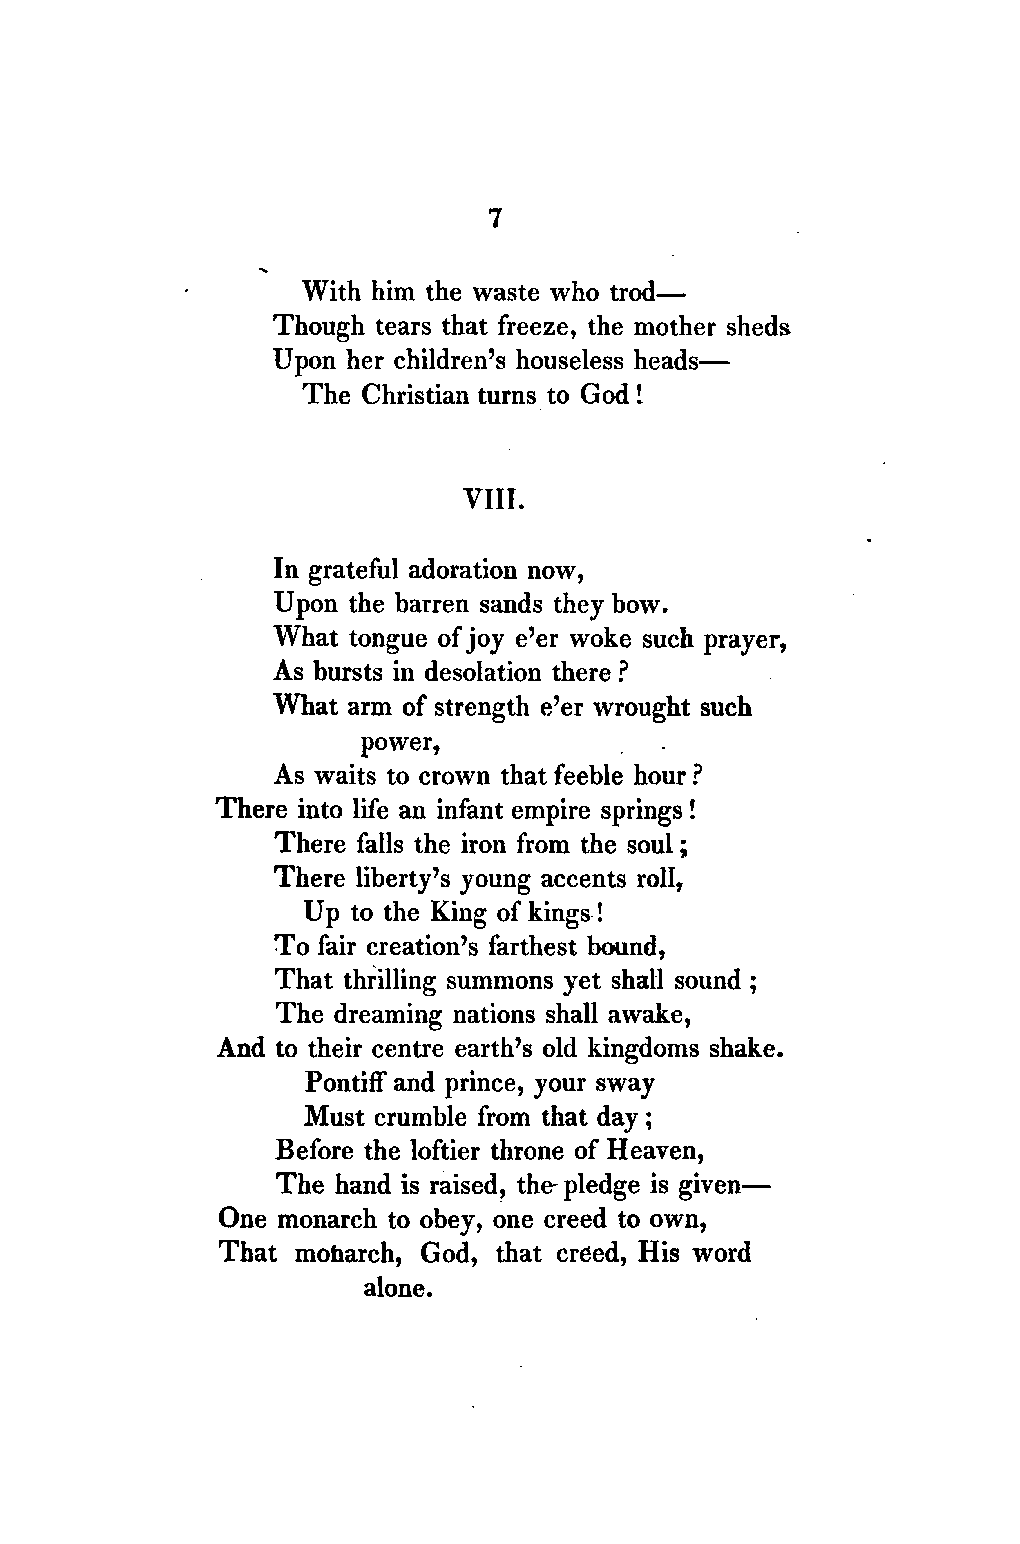 7
With him the waste who trod—
Though tears that freeze, the mother sheds
Upon her children's houseless heads—
The Christian turns to God!
VIII.
In grateful adoration now,
Upon the barren sands they bow.
What tongue of joy e'er woke such prayer,
As bursts in desolation there?
What arm of strength e'er wrought such
power,
As waits to crown that feeble hour?
There into life an infant empire springs!
There falls the iron from the soul;
There liberty's young accents roll,
Up to the King of kings!
To fair creation's farthest bound,
That thrilling summons yet shall sound;
The dreaming nations shall awake,
And to their centre earth's old kingdoms shake.
Pontiff and prince, your sway
Must crumble from that day;
Before the loftier throne of Heaven,
The hand is raised, the pledge is given—
One monarch to obey, one creed to own,
That monarch, God, that creed, His word
alone.